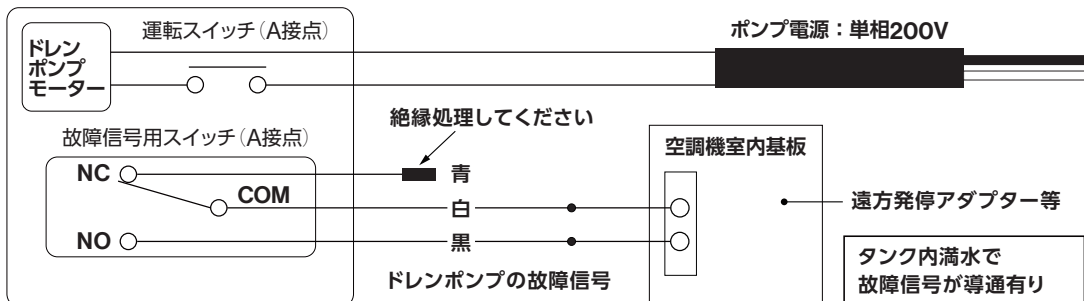 運転スイッチ（A接点）
ポンプ電源：単相200V
ドレン
ポンプ
モーター
絶縁処理してください
故障信号用スイッチ（A接点）
空調機室内基板
NC
青
COM
白
遠方発停アダプター等
NO
黒
ドレンポンプの故障信号
タンク内満水で
故障信号が導通有り